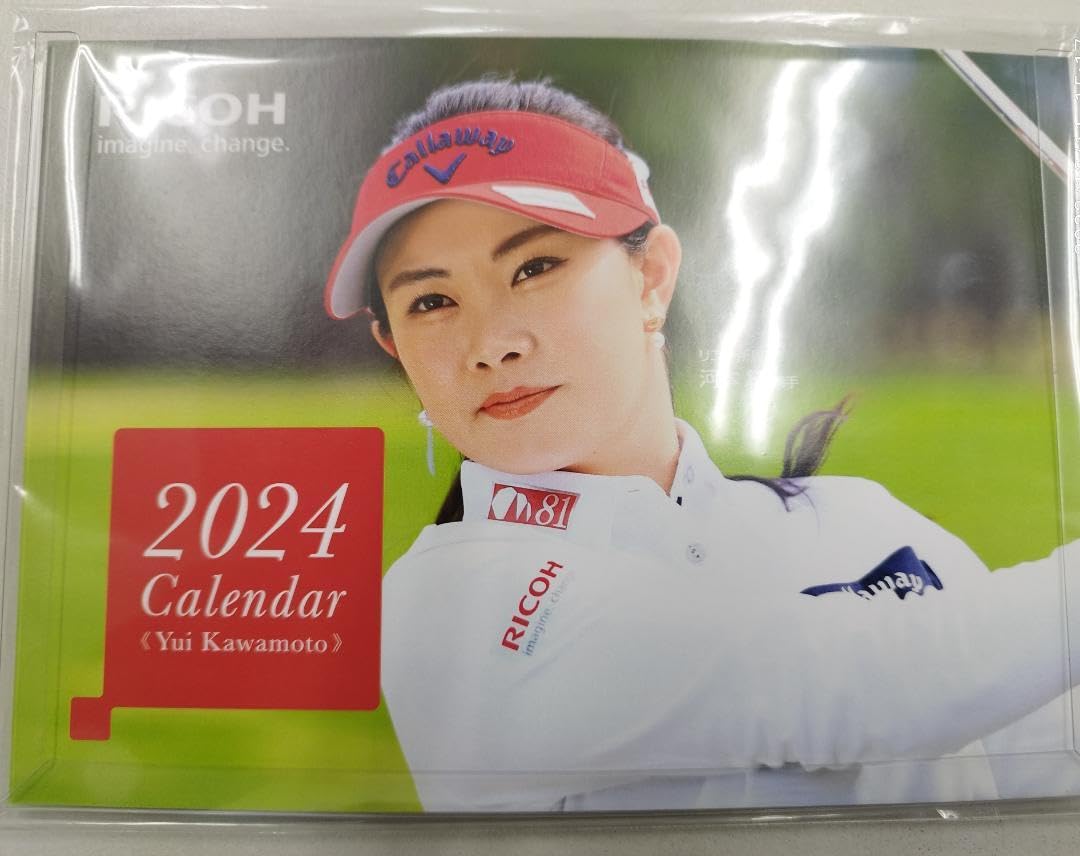 RICOH
imagine. change.
Callaway
2024
Calendar
《Yui Kawamoto》
81
RICOH
imagine. change.
Callaway